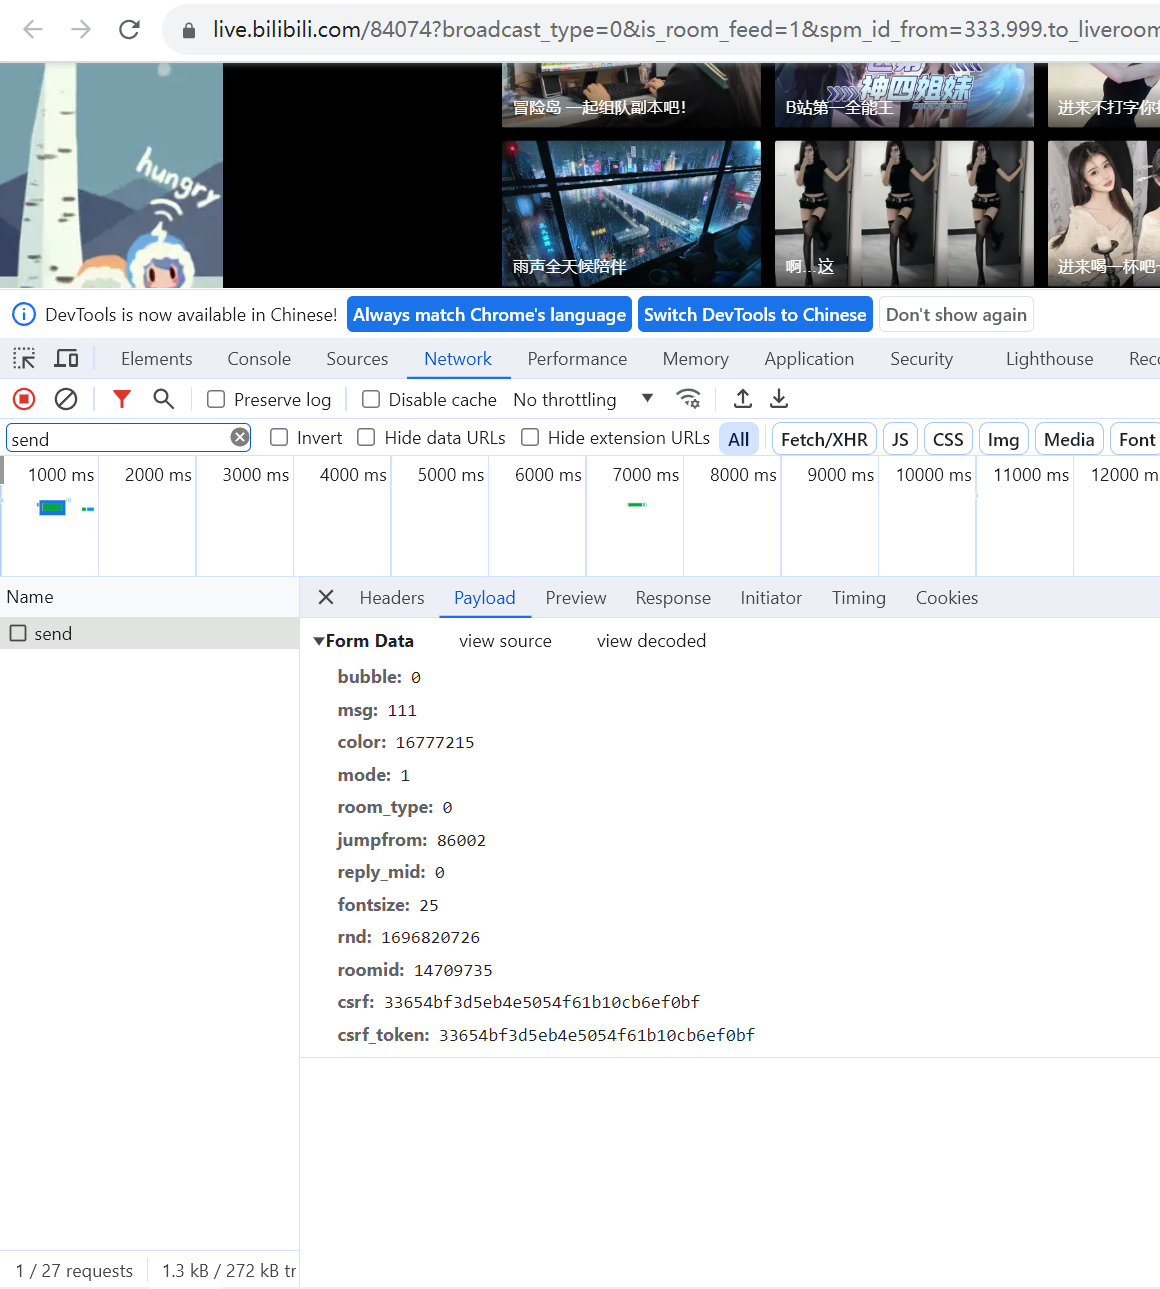 live.bilibili.com/84074?broadcast_type=0&is_room_feed=1&spm_id_from=333.999.to_liveroom
hungry
冒险岛 一起组队副本吧!
神四姐妹
B站第一全能王
进来不打字你
雨声全天候陪伴
啊...这
进来喝一杯吧
DevTools is now available in Chinese!
Always match Chrome's language
Switch DevTools to Chinese
Don't show again
Elements
Console
Sources
Network
Performance
Memory
Application
Security
Lighthouse
Rec
Preserve log
Disable cache
No throttling
send
Invert
Hide data URLs
Hide extension URLs
All
Fetch/XHR
JS
CSS
Img
Media
Font
1000 ms
2000 ms
3000 ms
4000 ms
5000 ms
6000 ms
7000 ms
8000 ms
9000 ms
10000 ms
11000 ms
12000 m
Name
Headers
Payload
Preview
Response
Initiator
Timing
Cookies
send
Form Data
view source
view decoded
bubble: 0
msg: 111
color: 16777215
mode: 1
room_type: 0
jumpfrom: 86002
reply_mid: 0
fontsize: 25
rnd: 1696820726
roomid: 14709735
csrf: 33654bf3d5eb4e5054f61b10cb6ef0bf
csrf_token: 33654bf3d5eb4e5054f61b10cb6ef0bf
1 / 27 requests
1.3 kB / 272 kB tr